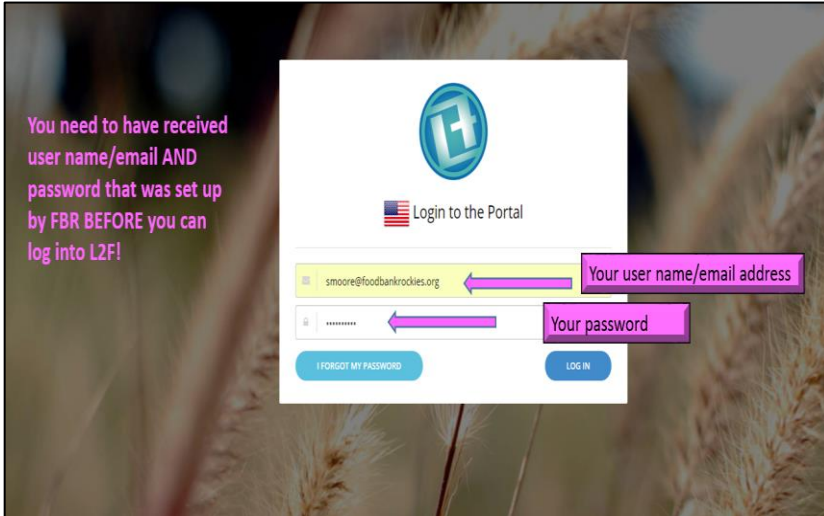 You need to have received
user name/email AND
password that was set up
by FBR BEFORE you can
log into L2F!
Login to the Portal
smoore@foodbankrockies.org
Your user name/email address
Your password
I FORGOT MY PASSWORD
LOG IN